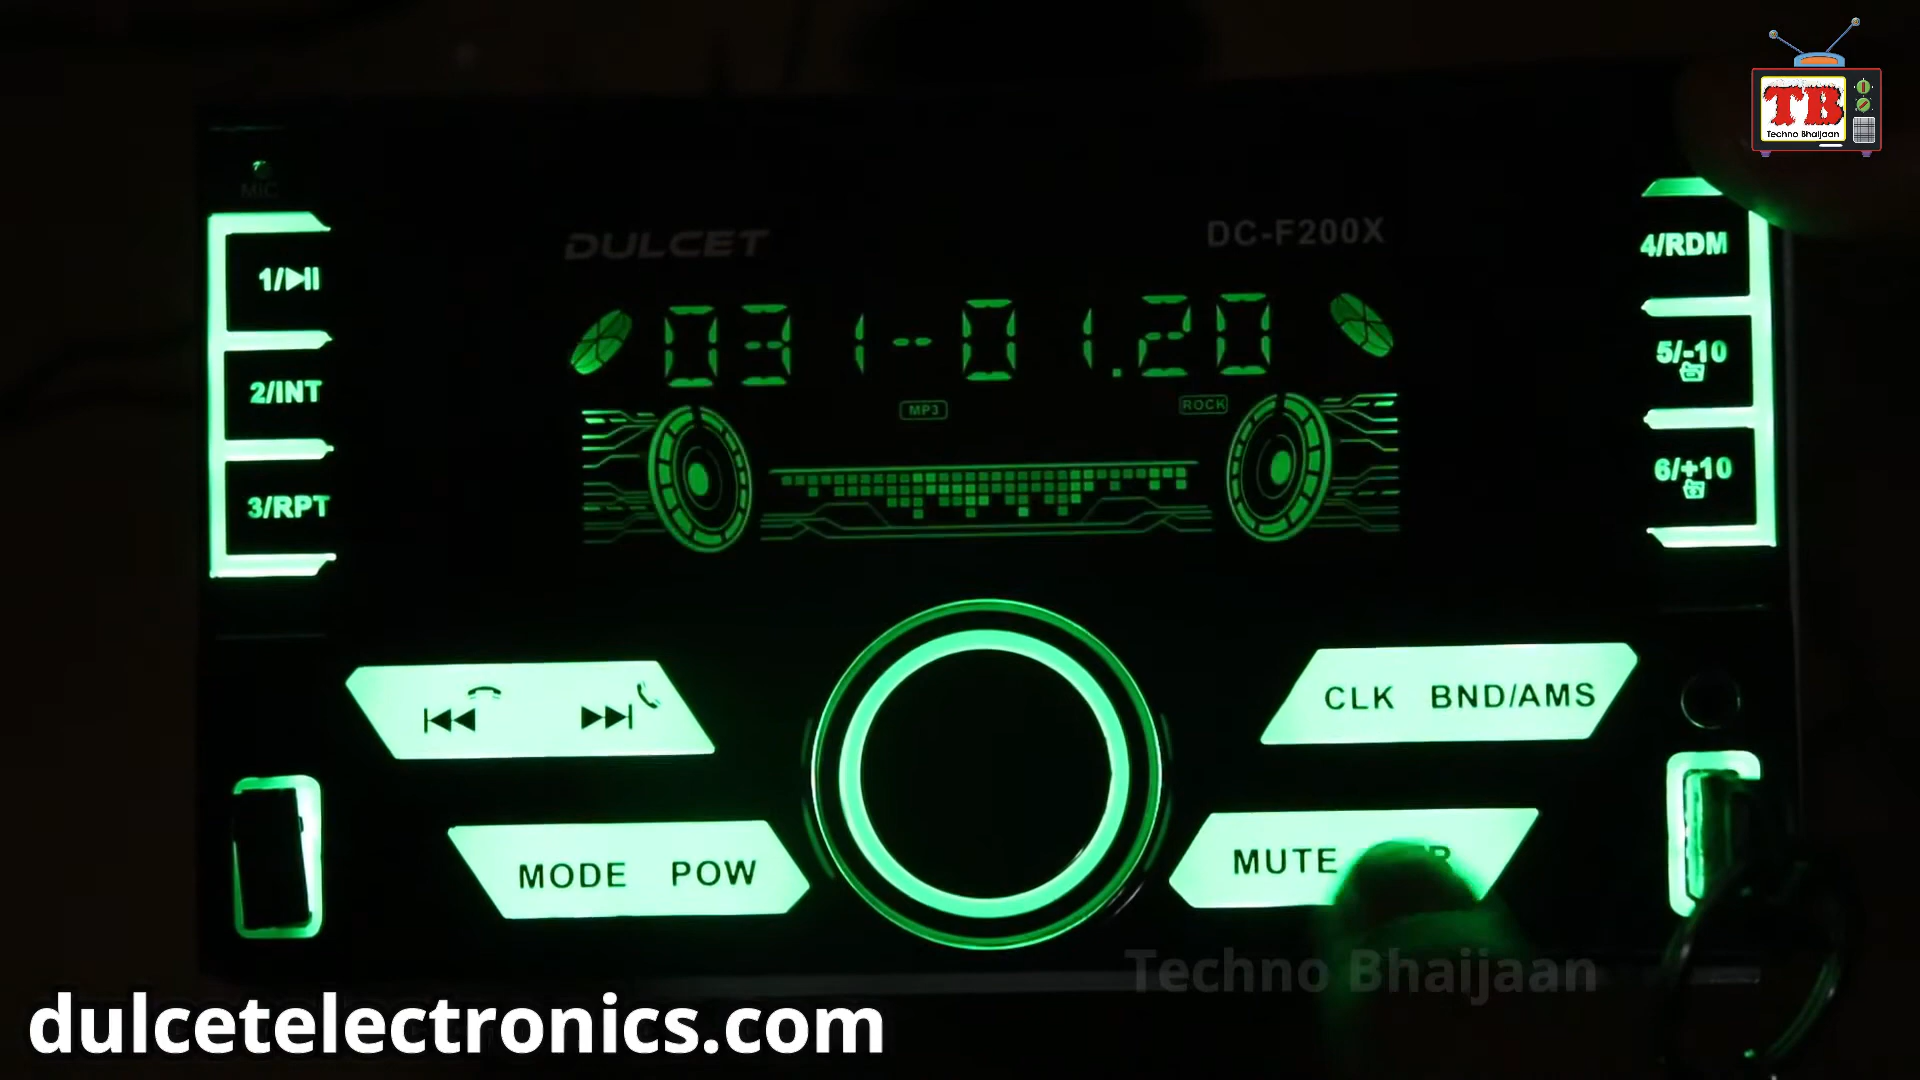 TB
Techno Bhaijaan
MIC
DULCET
DC-F200X
1/
4/RDM
031--01.20
5/-10
MP3
ROCK
2/INT
6/+10
3/RPT
CLK BND/AMS
MODE POW
MUTE
Techno Bhaijaan
dulcetelectronics.com